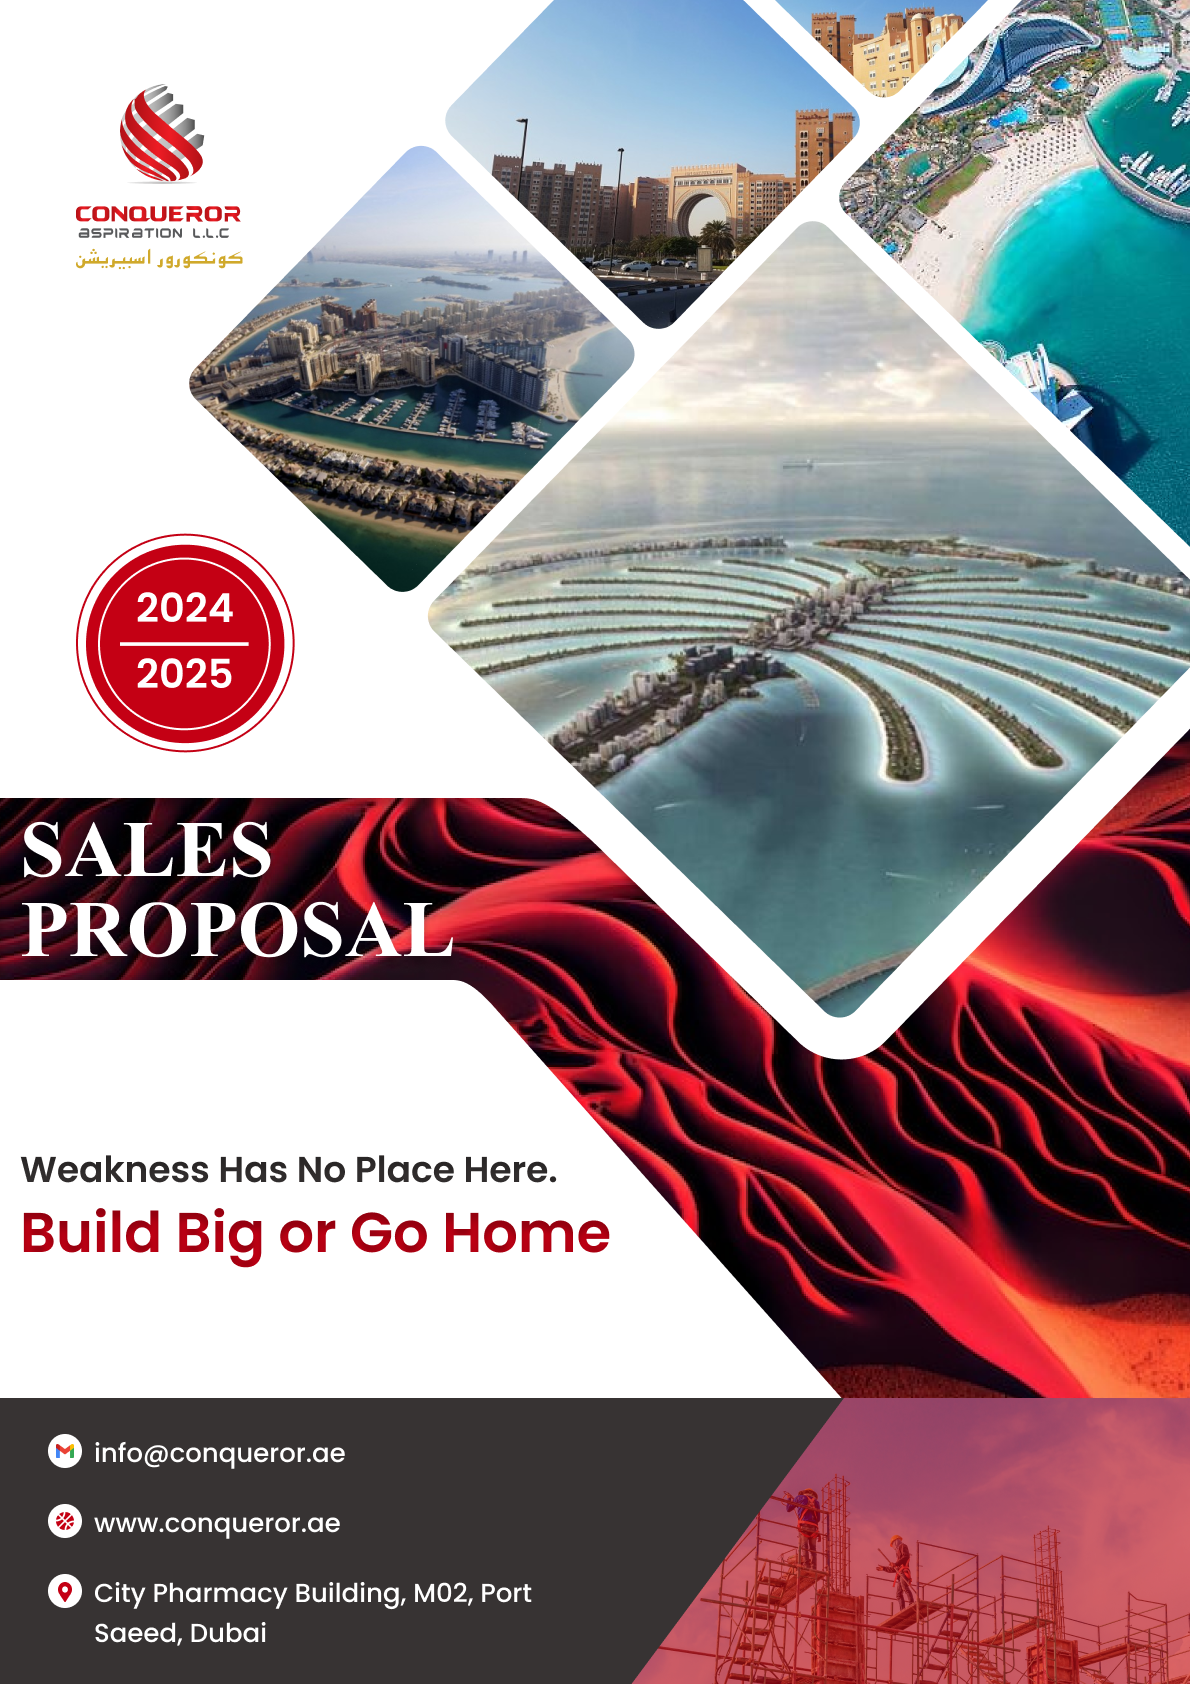 CONQUEROR
ASPIRATION L.L.C
كونكورور أسبيريشن
2024
2025
SALES
PROPOSAL
Weakness Has No Place Here.
Build Big or Go Home
info@conqueror.ae
www.conqueror.ae
City Pharmacy Building, M02, Port
Saeed, Dubai